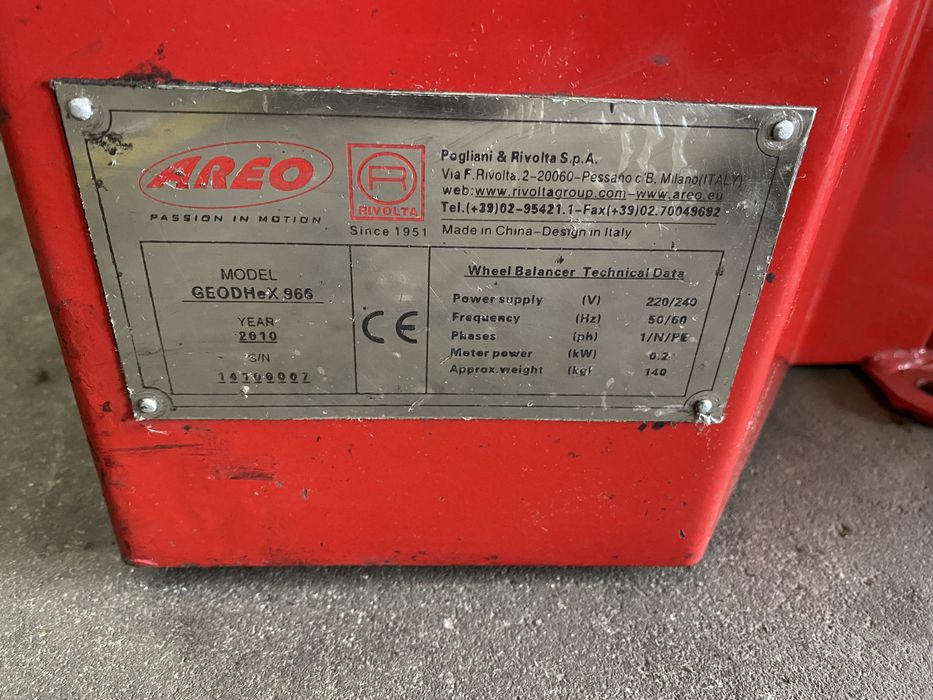 AREO
PASSION IN MOTION
R
RIVOLTA
Since 1951
Pogliani & Rivolta S.p.A.
Via F.Rivolta, 2-20060-Pessano c/B, Milano(ITALY)
web:www.rivoltagroup.com-www.areo.eu
Tel.(+39)02-95421.1-Fax(+39)02.70049692
Made in China-Design in Italy
MODEL
GEODHeX 966
YEAR
2010
S/N
CE
Wheel Balancer Technical Data
Power supply (V) 220/240
Frequency (Hz) 50/60
Phases (ph) 1/N/PE
Moter power (kW) 0.2
Approx.weight (kg) 140